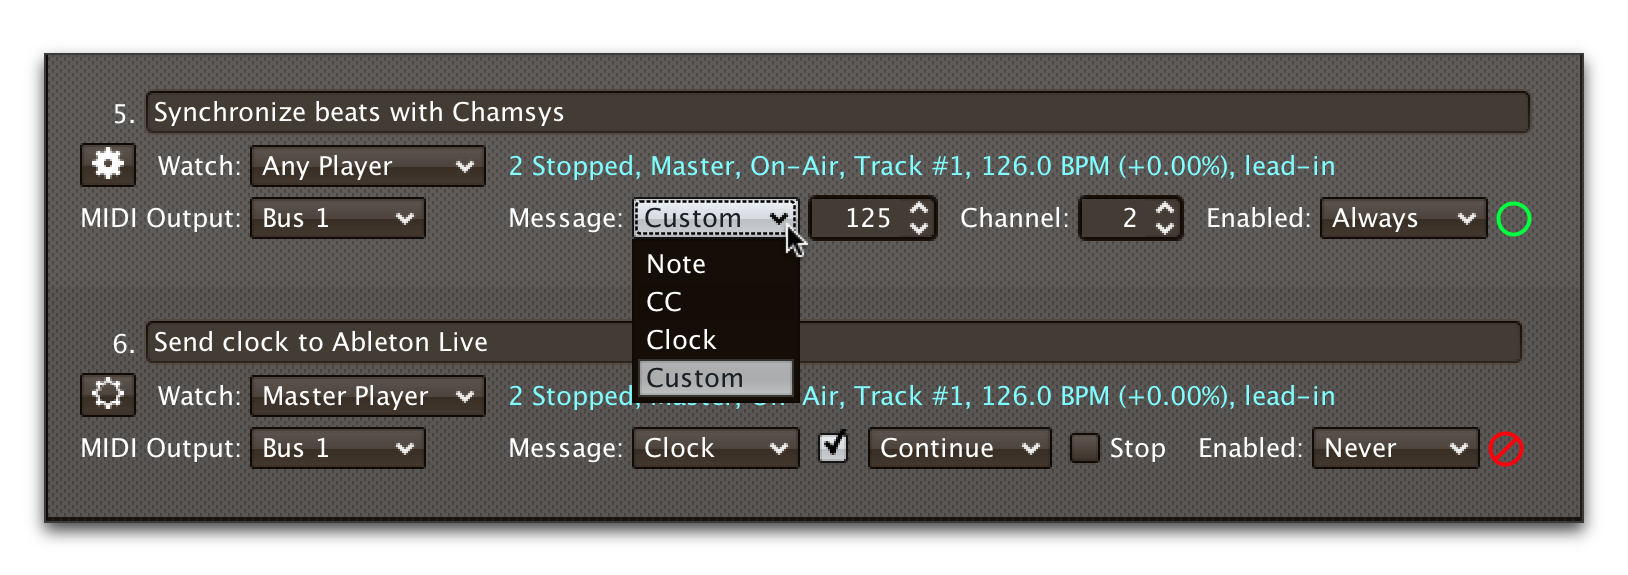 5. Synchronize beats with Chamsys
Watch: Any Player 2 Stopped, Master, On-Air, Track #1, 126.0 BPM (+0.00%), lead-in
MIDI Output: Bus 1 Message: Custom 125 Channel: 2 Enabled: Always
Note
CC
Clock
Custom
6. Send clock to Ableton Live
Watch: Master Player 2 Stopped, Master, On-Air, Track #1, 126.0 BPM (+0.00%), lead-in
MIDI Output: Bus 1 Message: Clock Continue Stop Enabled: Never